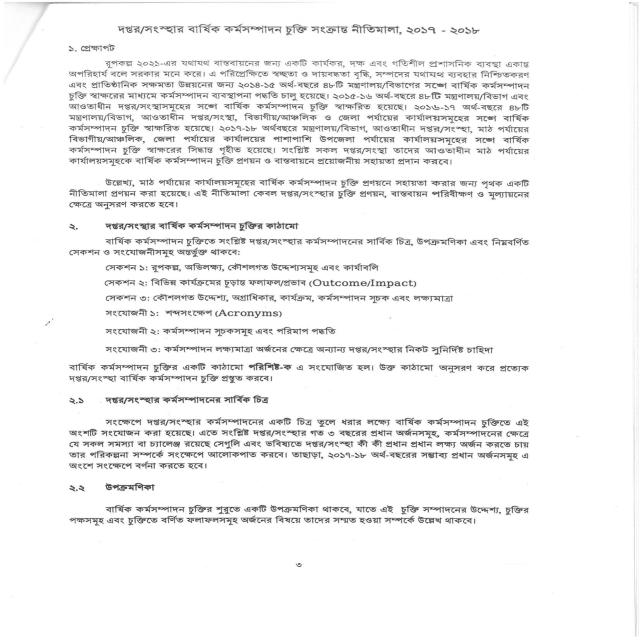 দপ্তর/সংস্থার বার্ষিক কর্মসম্পাদন চুক্তি সংক্রান্ত নীতিমালা, ২০১৭ - ২০১৮
১. প্রেক্ষাপট
রূপকল্প ২০২১-এর যথাযথ বাস্তবায়নের জন্য একটি কার্যকর, দক্ষ এবং গতিশীল প্রশাসনিক ব্যবস্থা একান্ত
অপরিহার্য বলে সরকার মনে করে। এ পরিপ্রেক্ষিতে স্বচ্ছতা ও দায়বদ্ধতা বৃদ্ধি, সম্পদের যথাযথ ব্যবহার নিশ্চিতকরণ
এবং প্রাতিষ্ঠানিক সক্ষমতা উন্নয়নের জন্য ২০১৪-১৫ অর্থ-বছরে ৪৮টি মন্ত্রণালয়/বিভাগের সঙ্গে বার্ষিক কর্মসম্পাদন
চুক্তি স্বাক্ষরের মাধ্যমে কর্মসম্পাদন ব্যবস্থাপনা পদ্ধতি চালু হয়েছে। ২০১৫-১৬ অর্থ-বছরে ৪৮টি মন্ত্রণালয়/বিভাগ এবং
আওতাধীন দপ্তর/সংস্থাসমূহের সঙ্গে বার্ষিক কর্মসম্পাদন চুক্তি স্বাক্ষরিত হয়েছে। ২০১৬-১৭ অর্থ-বছরে ৪৮টি
মন্ত্রণালয়/বিভাগ, আওতাধীন দপ্তর/সংস্থা, বিভাগীয়/আঞ্চলিক ও জেলা পর্যায়ের কার্যালয়সমূহের সঙ্গে বার্ষিক
কর্মসম্পাদন চুক্তি স্বাক্ষরিত হয়েছে। ২০১৭-১৮ অর্থবছরে মন্ত্রণালয়/বিভাগ, আওতাধীন দপ্তর/সংস্থা, মাঠ পর্যায়ের
বিভাগীয়/আঞ্চলিক, জেলা পর্যায়ের কার্যালয়ের পাশাপাশি উপজেলা পর্যায়ের কার্যালয়সমূহের সঙ্গে বার্ষিক
কর্মসম্পাদন চুক্তি স্বাক্ষরের সিদ্ধান্ত গৃহীত হয়েছে। সংশ্লিষ্ট সকল দপ্তর/সংস্থা তাদের আওতাধীন মাঠ পর্যায়ের
কার্যালয়সমূহকে বার্ষিক কর্মসম্পাদন চুক্তি প্রণয়ন ও বাস্তবায়নে প্রয়োজনীয় সহায়তা প্রদান করবে।
উল্লেখ্য, মাঠ পর্যায়ের কার্যালয়সমূহের বার্ষিক কর্মসম্পাদন চুক্তি প্রণয়নে সহায়তা করার জন্য পৃথক একটি
নীতিমালা প্রণয়ন করা হয়েছে। এই নীতিমালা কেবল দপ্তর/সংস্থার চুক্তি প্রণয়ন, বাস্তবায়ন পরিবীক্ষণ ও মূল্যায়নের
ক্ষেত্রে অনুসরণ করতে হবে।
২. দপ্তর/সংস্থার বার্ষিক কর্মসম্পাদন চুক্তির কাঠামো
বার্ষিক কর্মসম্পাদন চুক্তিতে সংশ্লিষ্ট দপ্তর/সংস্থার কর্মসম্পাদনের সার্বিক চিত্র, উপক্রমণিকা এবং নিম্নবর্ণিত
সেকশন ও সংযোজনীসমূহ অন্তর্ভুক্ত থাকবে:
সেকশন ১: রূপকল্প, অভিলক্ষ্য, কৌশলগত উদ্দেশ্যসমূহ এবং কার্যাবলি
সেকশন ২: বিভিন্ন কার্যক্রমের চূড়ান্ত ফলাফল/প্রভাব (Outcome/Impact)
সেকশন ৩: কৌশলগত উদ্দেশ্য, অগ্রাধিকার, কার্যক্রম, কর্মসম্পাদন সূচক এবং লক্ষ্যমাত্রা
সংযোজনী ১: শব্দসংক্ষেপ (Acronyms)
সংযোজনী ২: কর্মসম্পাদন সূচকসমূহ এবং পরিমাপ পদ্ধতি
সংযোজনী ৩: কর্মসম্পাদন লক্ষ্যমাত্রা অর্জনের ক্ষেত্রে অন্যান্য দপ্তর/সংস্থার নিকট সুনির্দিষ্ট চাহিদা
বার্ষিক কর্মসম্পাদন চুক্তির একটি কাঠামো পরিশিষ্ট-ক এ সংযোজিত হল। উক্ত কাঠামো অনুসরণ করে প্রত্যেক
দপ্তর/সংস্থা বার্ষিক কর্মসম্পাদন চুক্তি প্রস্তুত করবে।
২.১ দপ্তর/সংস্থার কর্মসম্পাদনের সার্বিক চিত্র
সংক্ষেপে দপ্তর/সংস্থার কর্মসম্পাদনের একটি চিত্র তুলে ধরার লক্ষ্যে বার্ষিক কর্মসম্পাদন চুক্তিতে এই
অংশটি সংযোজন করা হয়েছে। এতে সংশ্লিষ্ট দপ্তর/সংস্থার গত ৩ বছরের প্রধান অর্জনসমূহ, কর্মসম্পাদনের ক্ষেত্রে
যে সকল সমস্যা বা চ্যালেঞ্জ রয়েছে সেগুলি এবং ভবিষ্যতে দপ্তর/সংস্থা কী কী প্রধান প্রধান লক্ষ্য অর্জন করতে চায়
তার পরিকল্পনা সম্পর্কে সংক্ষেপে আলোকপাত করবে। তাছাড়া, ২০১৭-১৮ অর্থ-বছরের সম্ভাব্য প্রধান অর্জনসমূহ এ
অংশে সংক্ষেপে বর্ণনা করতে হবে।
২.২ উপক্রমণিকা
বার্ষিক কর্মসম্পাদন চুক্তির শুরুতে একটি উপক্রমণিকা থাকবে, যাতে এই চুক্তি সম্পাদনের উদ্দেশ্য, চুক্তির
পক্ষসমূহ এবং চুক্তিতে বর্ণিত ফলাফলসমূহ অর্জনের বিষয়ে তাদের সম্মত হওয়া সম্পর্কে উল্লেখ থাকবে।
৩